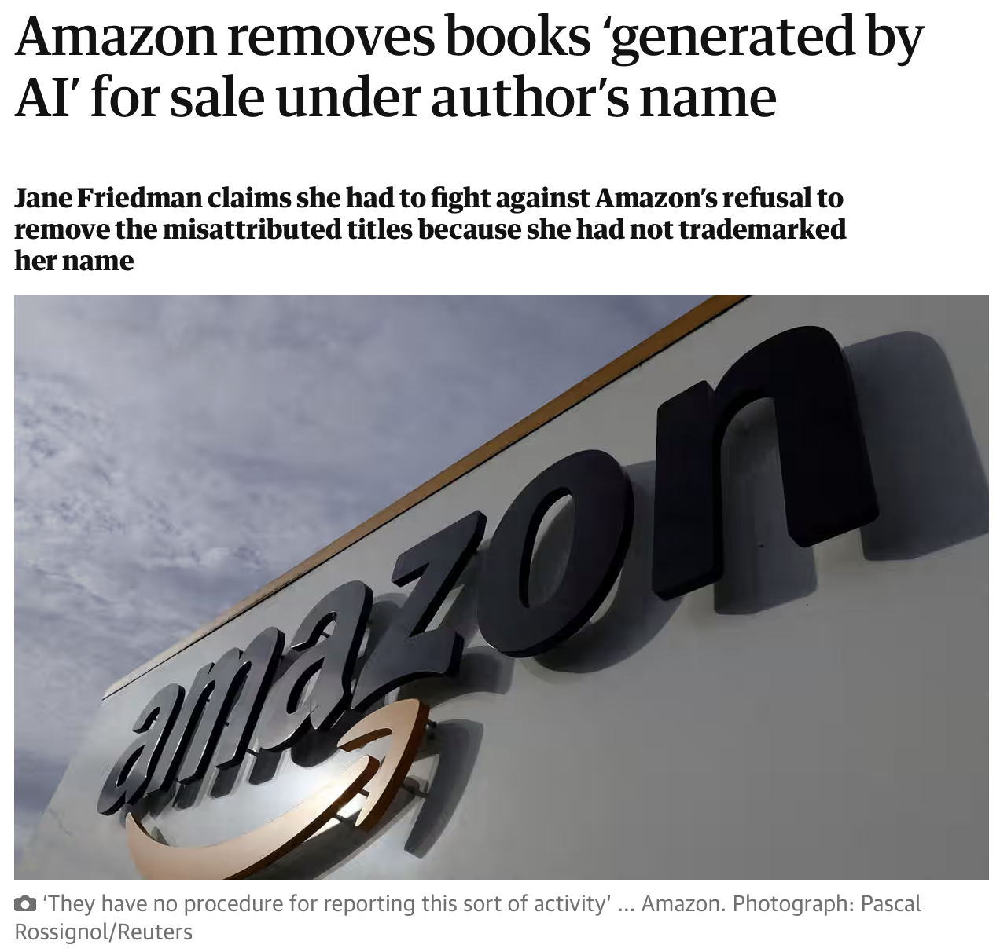 Amazon removes books ‘generated by
AI’ for sale under author’s name
Jane Friedman claims she had to fight against Amazon’s refusal to
remove the misattributed titles because she had not trademarked
her name
amazon
‘They have no procedure for reporting this sort of activity’ ... Amazon. Photograph: Pascal
Rossignol/Reuters